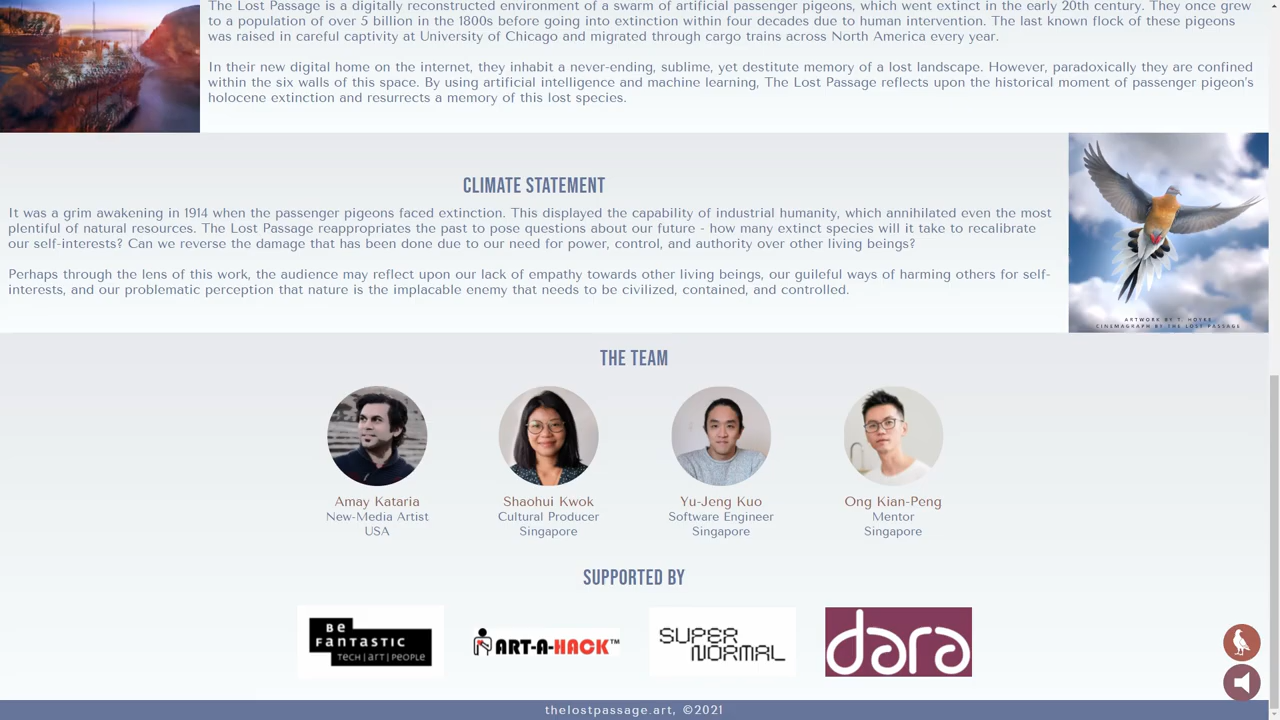 The Lost Passage is a digitally reconstructed environment of a swarm of artificial passenger pigeons, which went extinct in the early 20th century. They once grew
to a population of over 5 billion in the 1800s before going into extinction within four decades due to human intervention. The last known flock of these pigeons
was raised in careful captivity at University of Chicago and migrated through cargo trains across North America every year.
In their new digital home on the internet, they inhabit a never-ending, sublime, yet destitute memory of a lost landscape. However, paradoxically they are confined
within the six walls of this space. By using artificial intelligence and machine learning, The Lost Passage reflects upon the historical moment of passenger pigeon's
holocene extinction and resurrects a memory of this lost species.
CLIMATE STATEMENT
It was a grim awakening in 1914 when the passenger pigeons faced extinction. This displayed the capability of industrial humanity, which annihilated even the most
plentiful of natural resources. The Lost Passage reappropriates the past to pose questions about our future - how many extinct species will it take to recalibrate
our self-interests? Can we reverse the damage that has been done due to our need for power, control, and authority over other living beings?
Perhaps through the lens of this work, the audience may reflect upon our lack of empathy towards other living beings, our guileful ways of harming others for self-
interests, and our problematic perception that nature is the implacable enemy that needs to be civilized, contained, and controlled.
ARTWORK BY T. HOYER
CINEMAGRAPH BY THE LOST PASSAGE
THE TEAM
Amay Kataria
New-Media Artist
USA
Shaohui Kwok
Cultural Producer
Singapore
Yu-Jeng Kuo
Software Engineer
Singapore
Ong Kian-Peng
Mentor
Singapore
SUPPORTED BY
BE
FANTASTIC
TECH|ART|PEOPLE
ART-A-HACK™
SUPER
NORMAL
dara
thelostpassage.art, ©2021